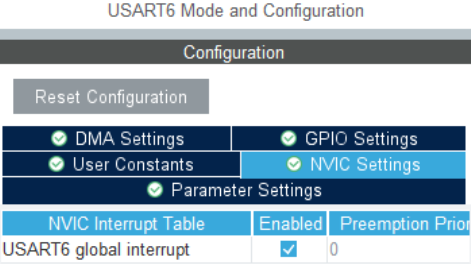 USART6 Mode and Configuration
Configuration
Reset Configuration
DMA Settings
GPIO Settings
User Constants
NVIC Settings
Parameter Settings
NVIC Interrupt Table Enabled Preemption Prior
USART6 global interrupt 0